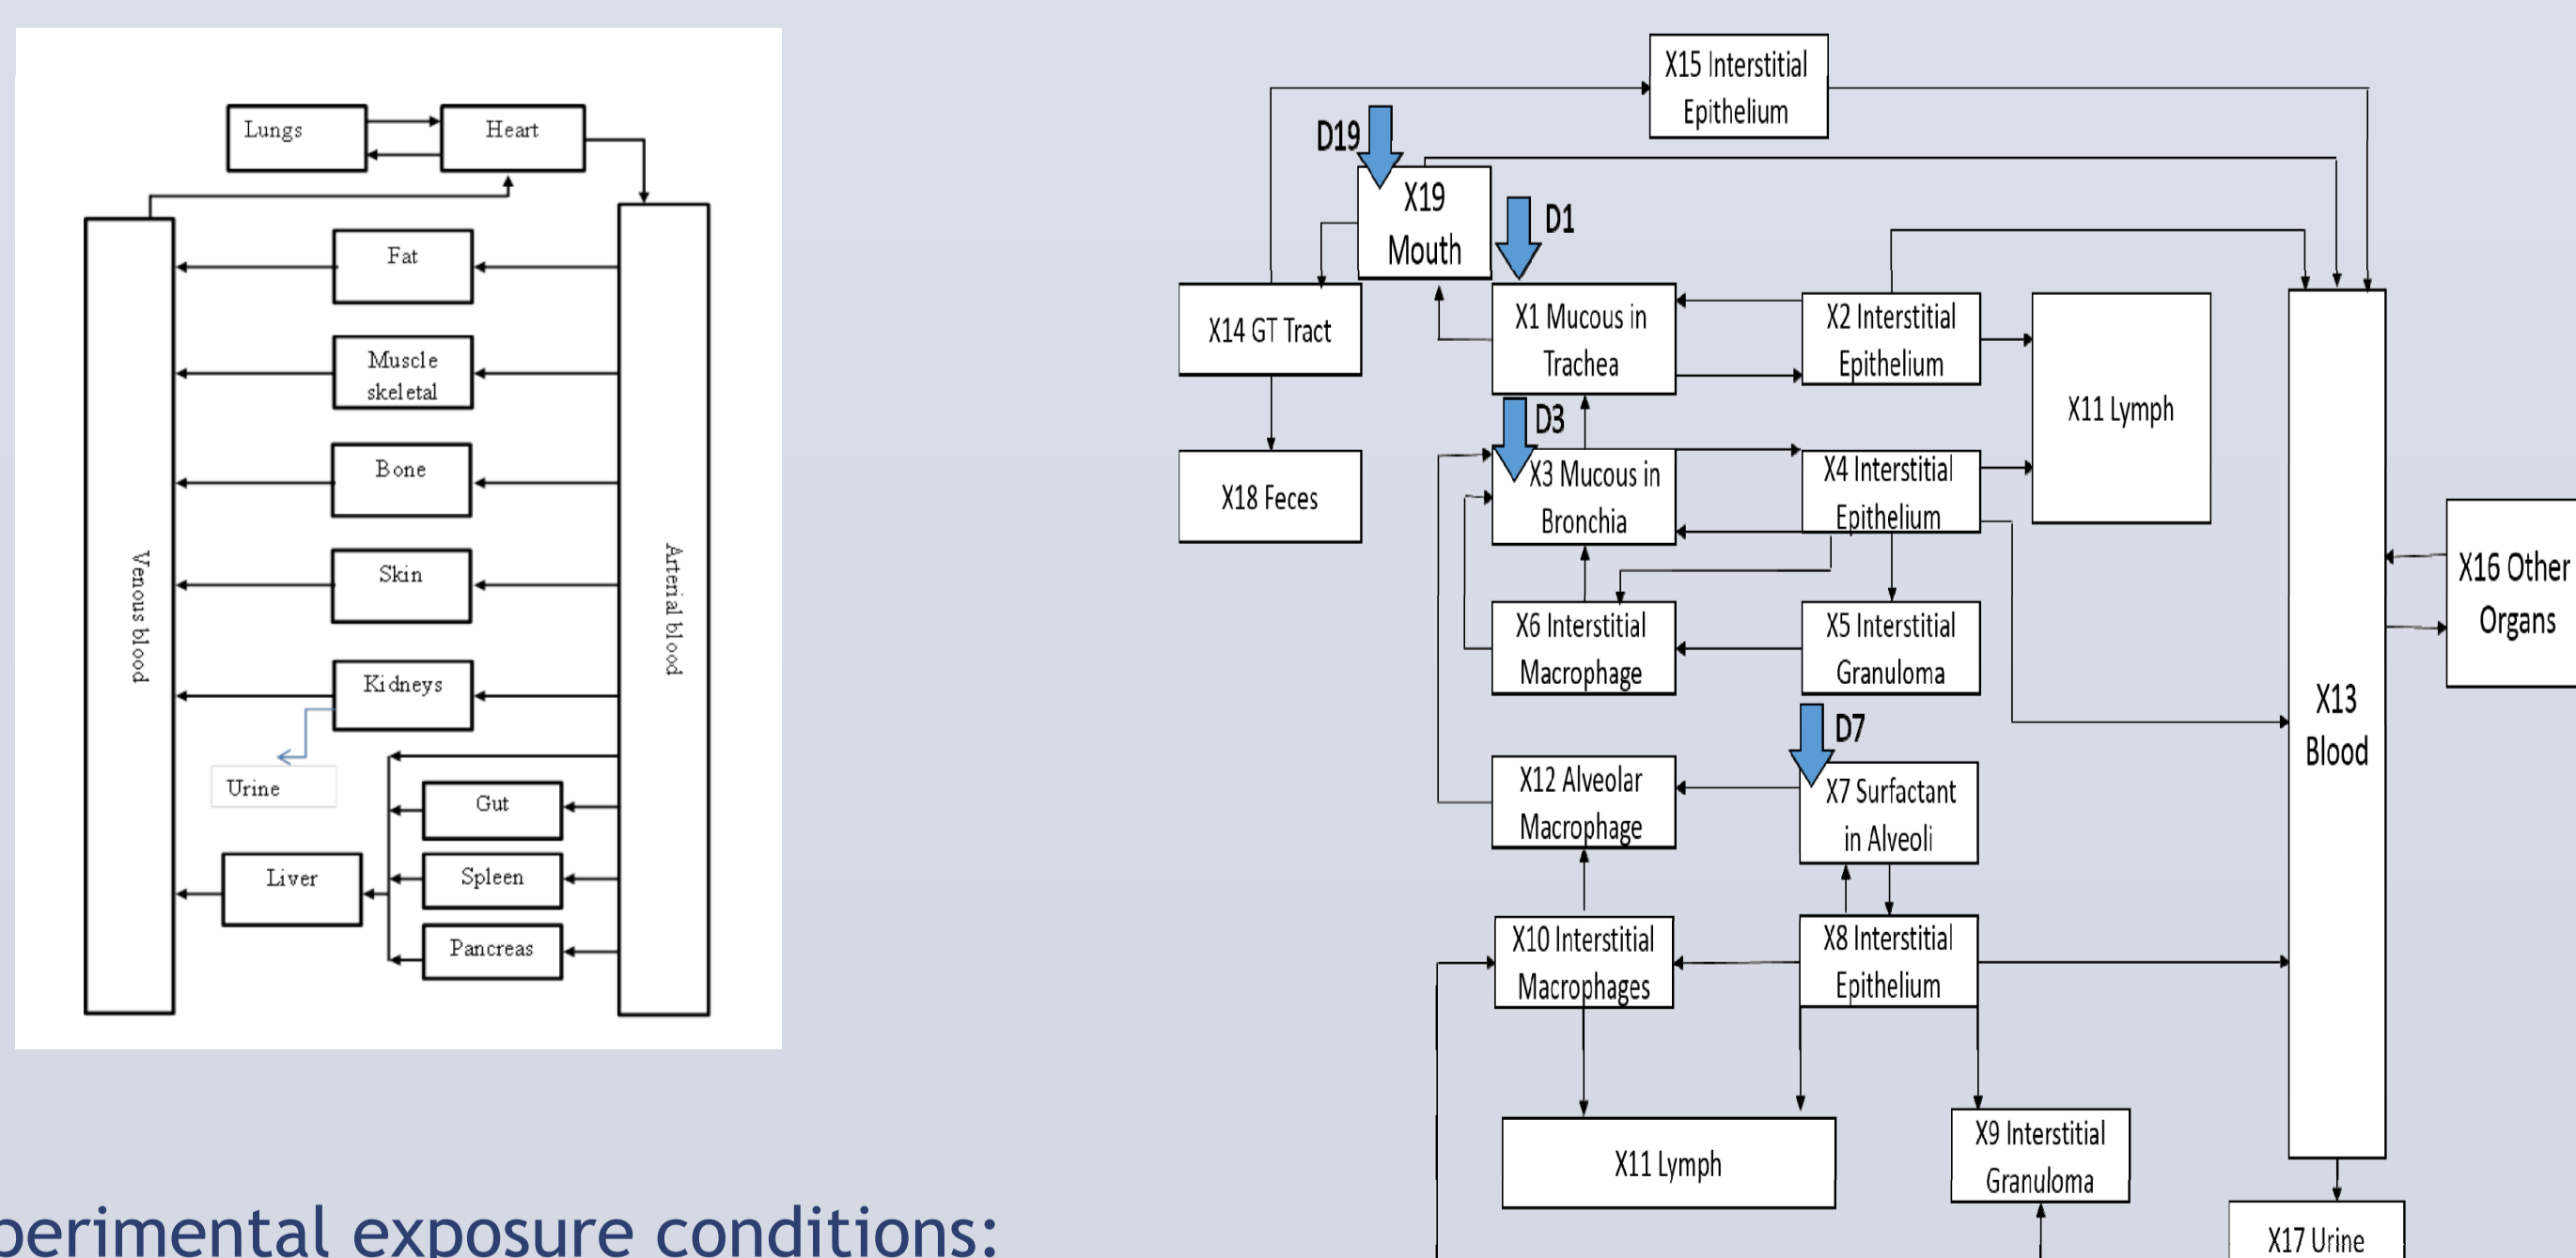 Lungs
Heart
Fat
Muscle
skeletal
Bone
Skin
Kidneys
Urine
Gut
Spleen
Liver
Pancreas
Venous blood
Arterial blood
X15 Interstitial
Epithelium
D19
X19
Mouth
D1
X14 GT Tract
X1 Mucous in
Trachea
X2 Interstitial
Epithelium
X11 Lymph
D3
X18 Feces
X3 Mucous in
Bronchia
X4 Interstitial
Epithelium
X16 Other
Organs
X6 Interstitial
Macrophage
X5 Interstitial
Granuloma
X13
Blood
D7
X12 Alveolar
Macrophage
X7 Surfactant
in Alveoli
X10 Interstitial
Macrophages
X8 Interstitial
Epithelium
X11 Lymph
X9 Interstitial
Granuloma
X17 Urine
perimental exposure conditions: